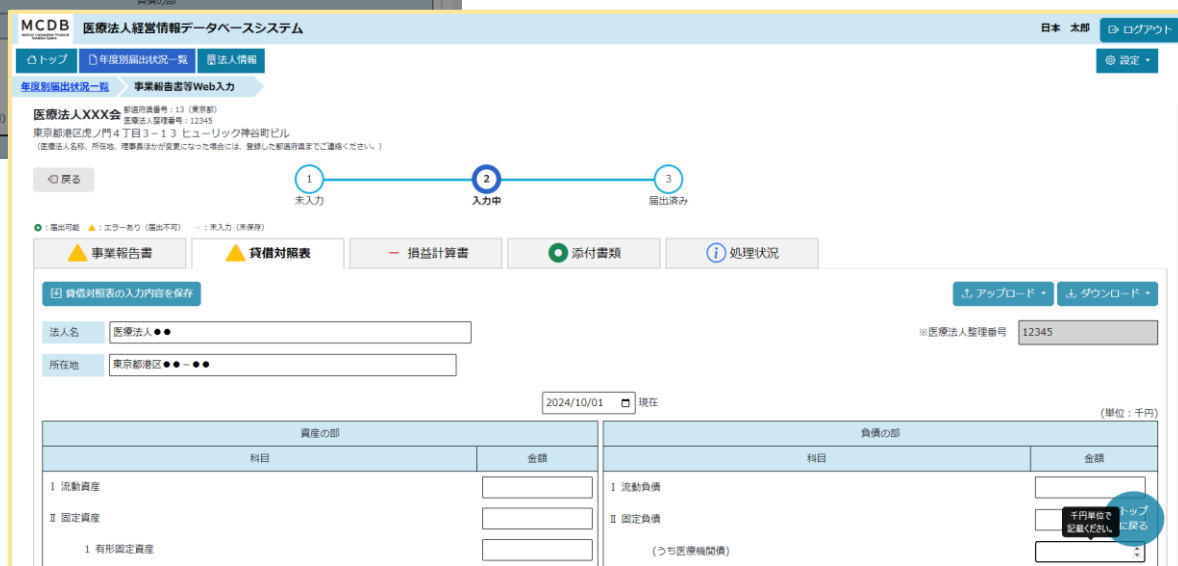 負債の部
MCDB 医療法人経営情報データベースシステム
日本 太郎
ログアウト
トップ 年度別届出状況一覧 法人情報
設定
年度別届出状況一覧 事業報告書等Web入力
医療法人XXX会 都道府県番号：13（東京都）
医療法人整理番号：12345
東京都港区虎ノ門4丁目3－13 ヒューリック神谷町ビル
（医療法人名称、所在地、理事長ほかが変更になった場合には、登録した都道府県までご連絡ください。）
戻る
1 2 3
未入力 入力中 届出済み
：届出可能 ：エラーあり（届出不可） －：未入力（未保存）
事業報告書 貸借対照表 － 損益計算書 添付書類 i 処理状況
貸借対照表の入力内容を保存
アップロード ダウンロード
法人名 医療法人●● ※医療法人整理番号 12345
所在地 東京都港区●●－●●
2024/10/01 現在
(単位：千円)
資産の部 負債の部
科目 金額 科目 金額
Ⅰ 流動資産 Ⅰ 流動負債
Ⅱ 固定資産 Ⅱ 固定負債
千円単位で
記載ください。
トップ
に戻る
1 有形固定資産 (うち医療機関債)